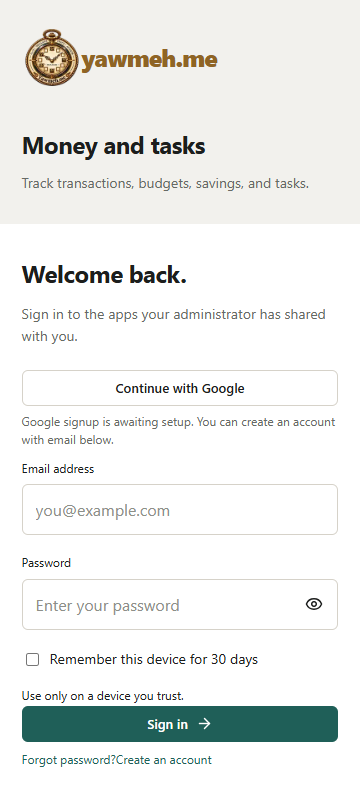 yawmeh.me
Money and tasks
Track transactions, budgets, savings, and tasks.
Welcome back.
Sign in to the apps your administrator has shared
with you.
Continue with Google
Google signup is awaiting setup. You can create an account
with email below.
Email address
you@example.com
Password
Enter your password
Remember this device for 30 days
Use only on a device you trust.
Sign in
Forgot password?Create an account